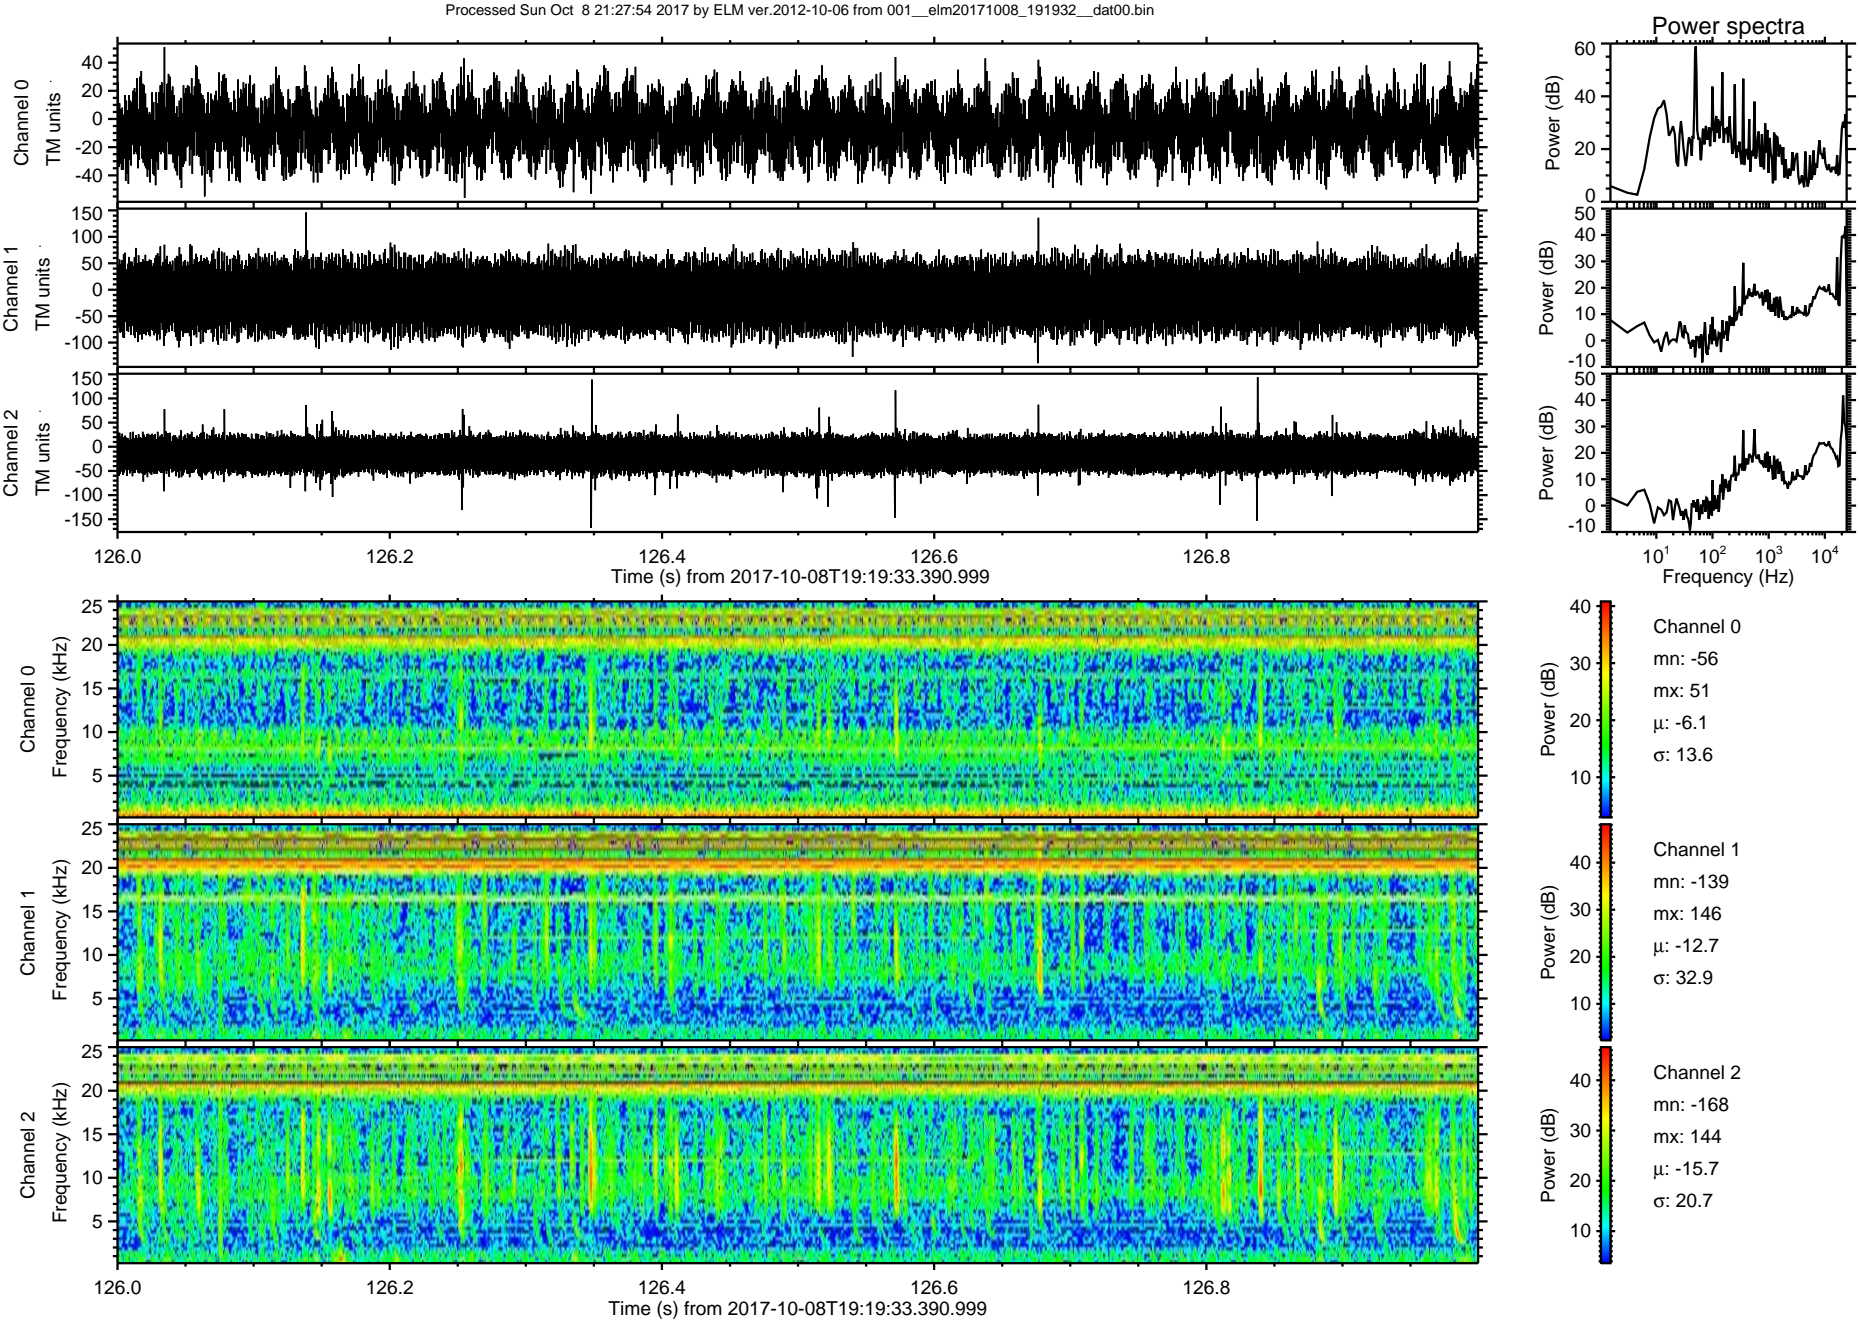 Processed Sun Oct  8 21:27:54 2017 by ELM ver.2012-10-06 from 001__elm20171008_191932__dat00.bin
Channel 0
TM units
40
20
0
-20
-40
Channel 1
TM units
150
100
50
0
-50
-100
Channel 2
TM units
150
100
50
0
-50
-100
-150
126.0
126.2
126.4
126.6
126.8
Time (s) from 2017-10-08T19:19:33.390.999
Power spectra
Power (dB)
60
40
20
0
Power (dB)
50
40
30
20
10
0
-10
Power (dB)
50
40
30
20
10
0
-10
10^1
10^2
10^3
10^4
Frequency (Hz)
Channel 0
Frequency (kHz)
25
20
15
10
5
Power (dB)
40
30
20
10
Channel 0
mn: -56
mx: 51
μ: -6.1
σ: 13.6
Channel 1
Frequency (kHz)
25
20
15
10
5
Power (dB)
40
30
20
10
Channel 1
mn: -139
mx: 146
μ: -12.7
σ: 32.9
Channel 2
Frequency (kHz)
25
20
15
10
5
Power (dB)
40
30
20
10
Channel 2
mn: -168
mx: 144
μ: -15.7
σ: 20.7
126.0
126.2
126.4
126.6
126.8
Time (s) from 2017-10-08T19:19:33.390.999